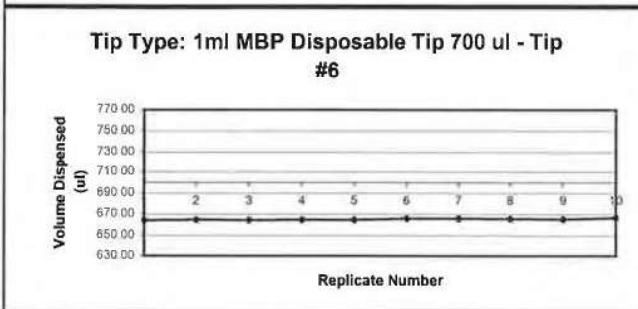 Tip Type: 1ml MBP Disposable Tip 700 ul - Tip
#6
Volume Dispensed
(ul)
770 00
750.00
730 00
710 00
690 00
670 00
650.00
630 00
2 3 4 5 6 7 8 9 10
Replicate Number